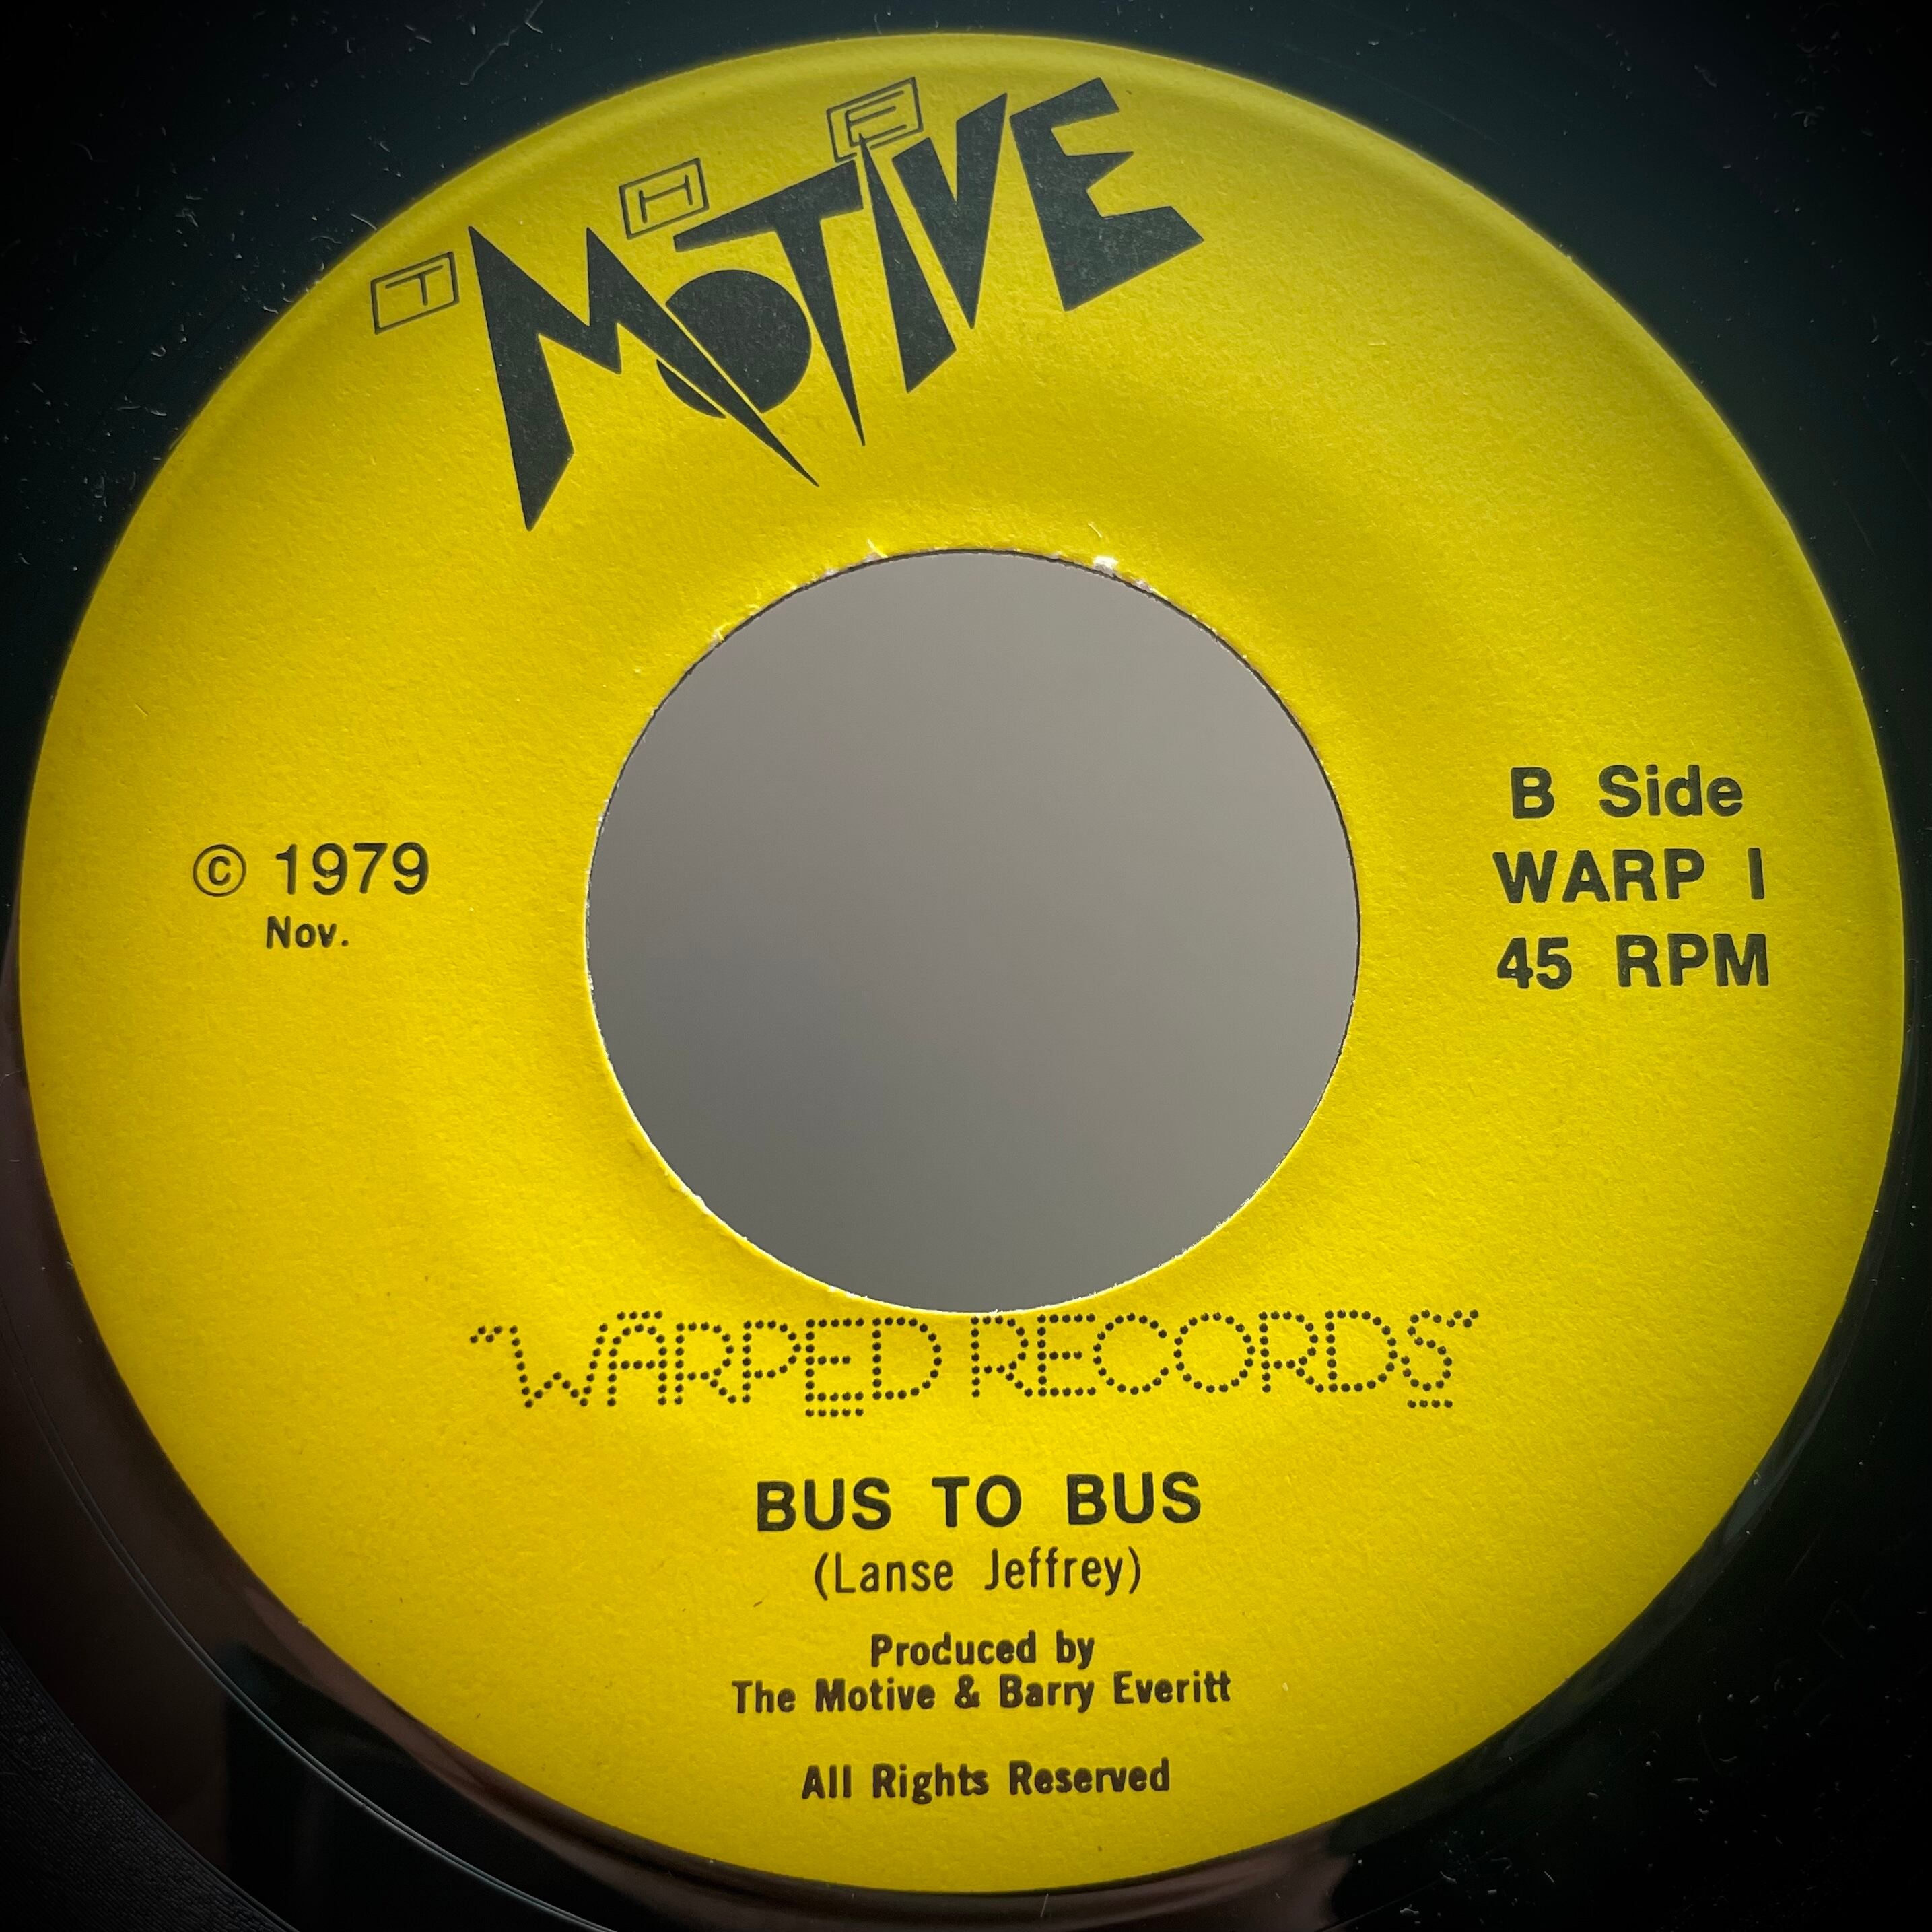 THE
MOTIVE
© 1979
Nov.
B Side
WARP I
45 RPM
"WARPED RECORDS"
BUS TO BUS
(Lanse Jeffrey)
Produced by
The Motive & Barry Everitt
All Rights Reserved